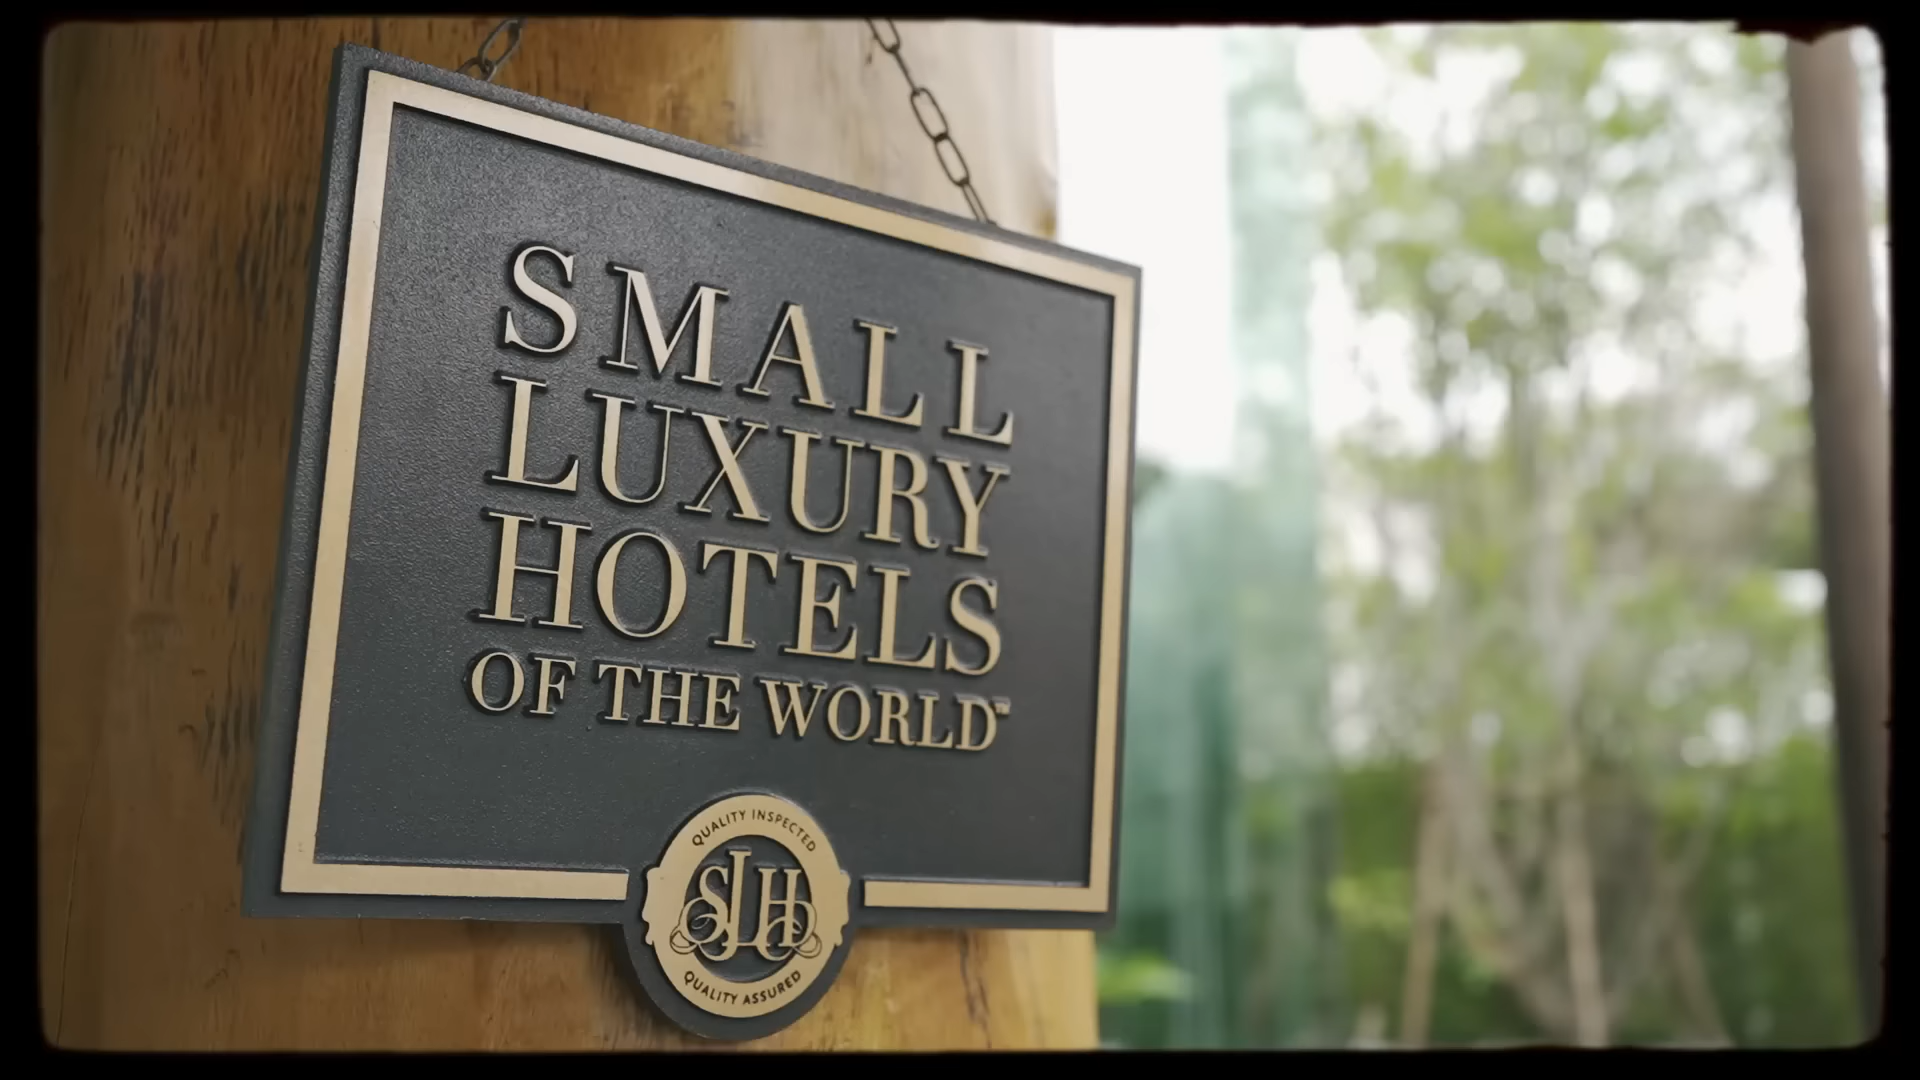 SMALL
LUXURY
HOTELS
OF THE WORLD™
QUALITY INSPECTED
SLH
QUALITY ASSURED